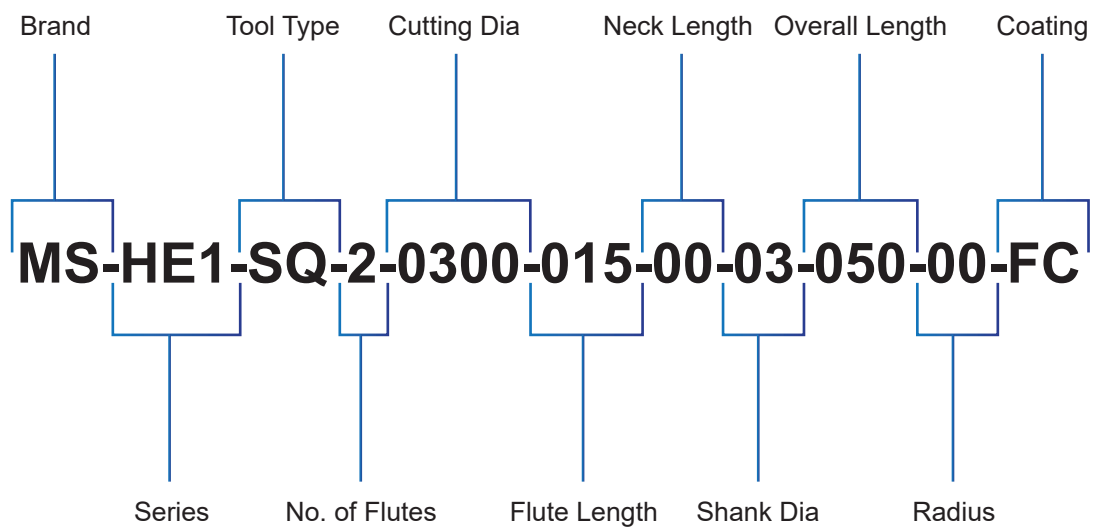 Brand Tool Type Cutting Dia Neck Length Overall Length Coating
MS-HE1-SQ-2-0300-015-00-03-050-00-FC
Series No. of Flutes Flute Length Shank Dia Radius